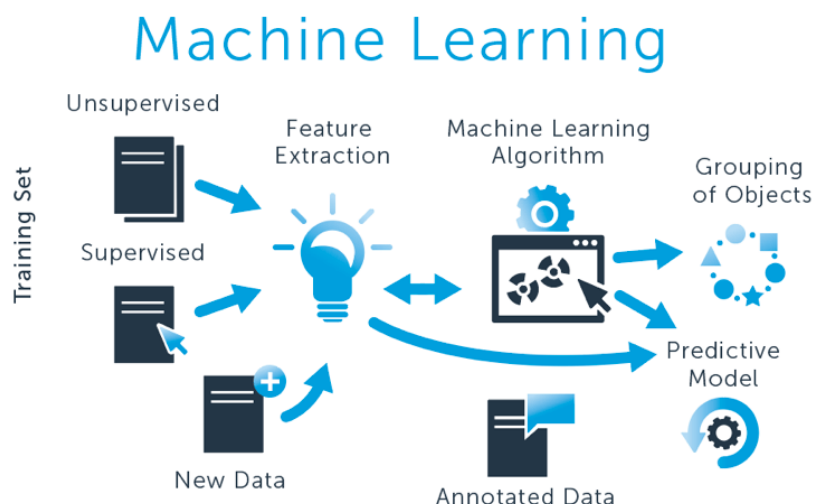 Machine Learning
Training Set
Unsupervised
Supervised
New Data
Feature
Extraction
Machine Learning
Algorithm
Grouping
of Objects
Predictive
Model
Annotated Data